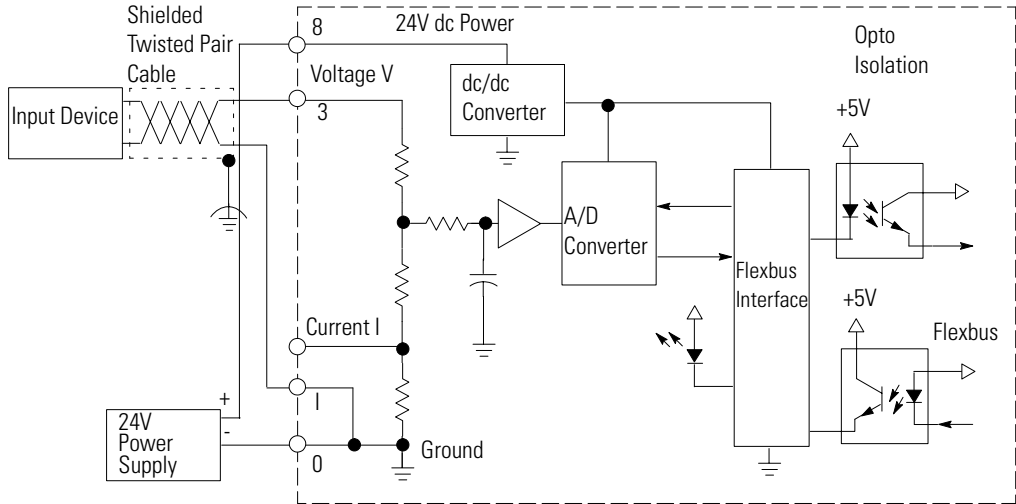 Shielded
Twisted Pair
Cable
8
24V dc Power
Opto
Isolation
Voltage V
3
Input Device
dc/dc
Converter
+5V
A/D
Converter
Flexbus
Interface
+5V
Flexbus
Current I
I
+
-
24V
Power
Supply
0
Ground